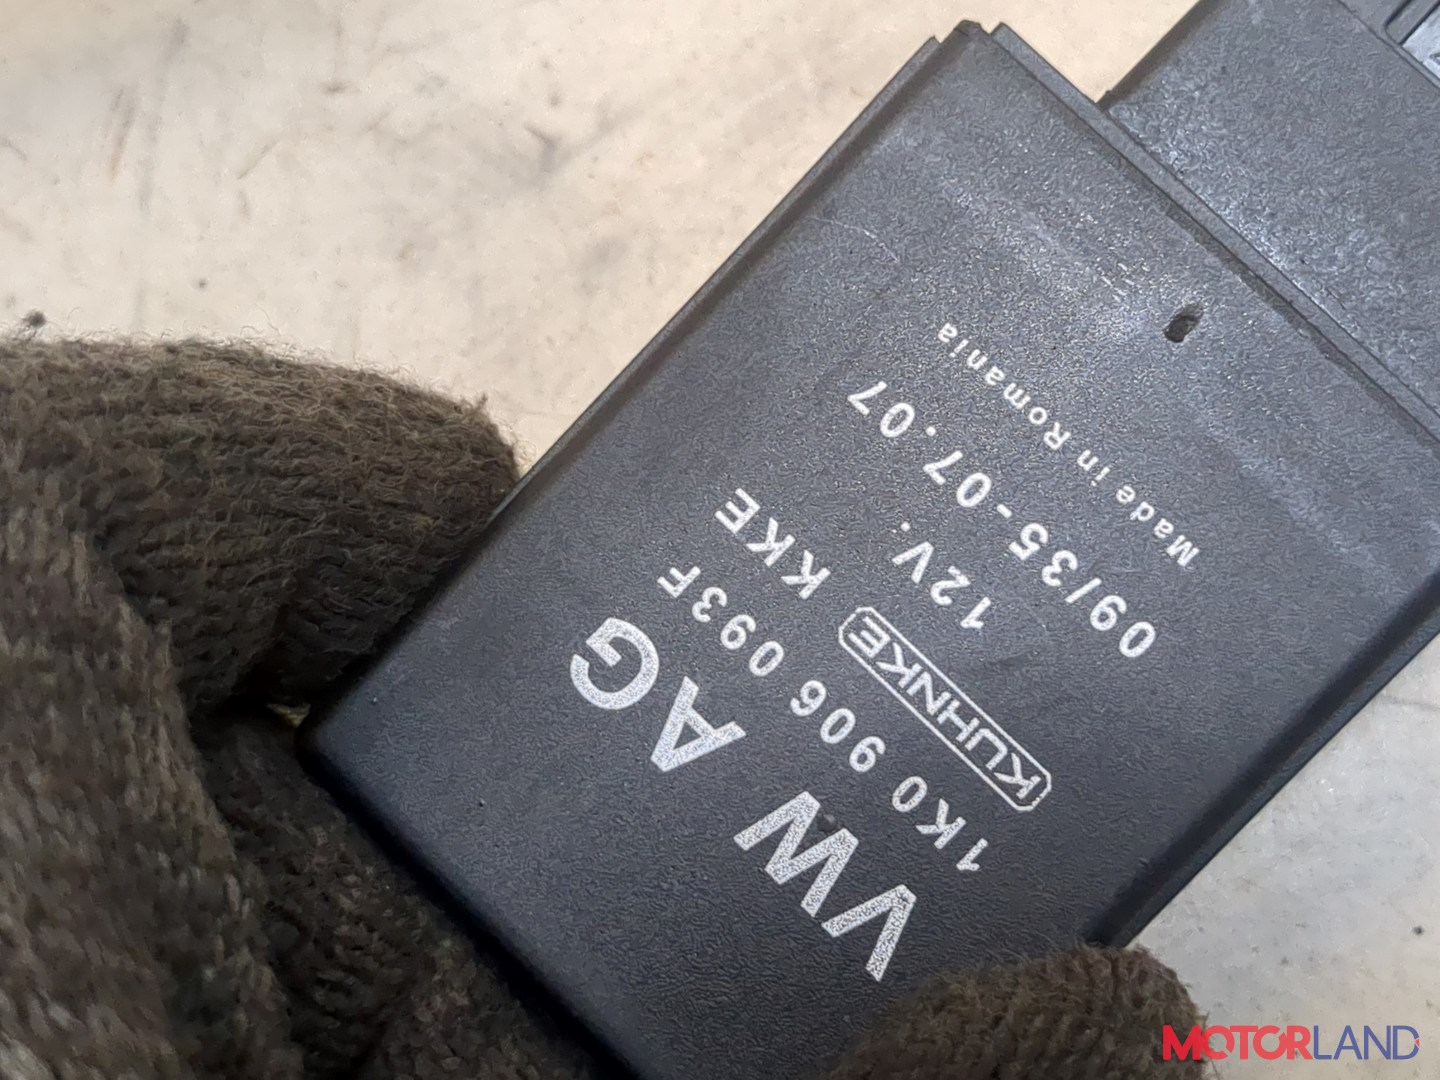 VW AG
1K0 906 093F
KKE
KUHNKE
12V.
09/35-07.07
Made in Romania
MOTORLAND